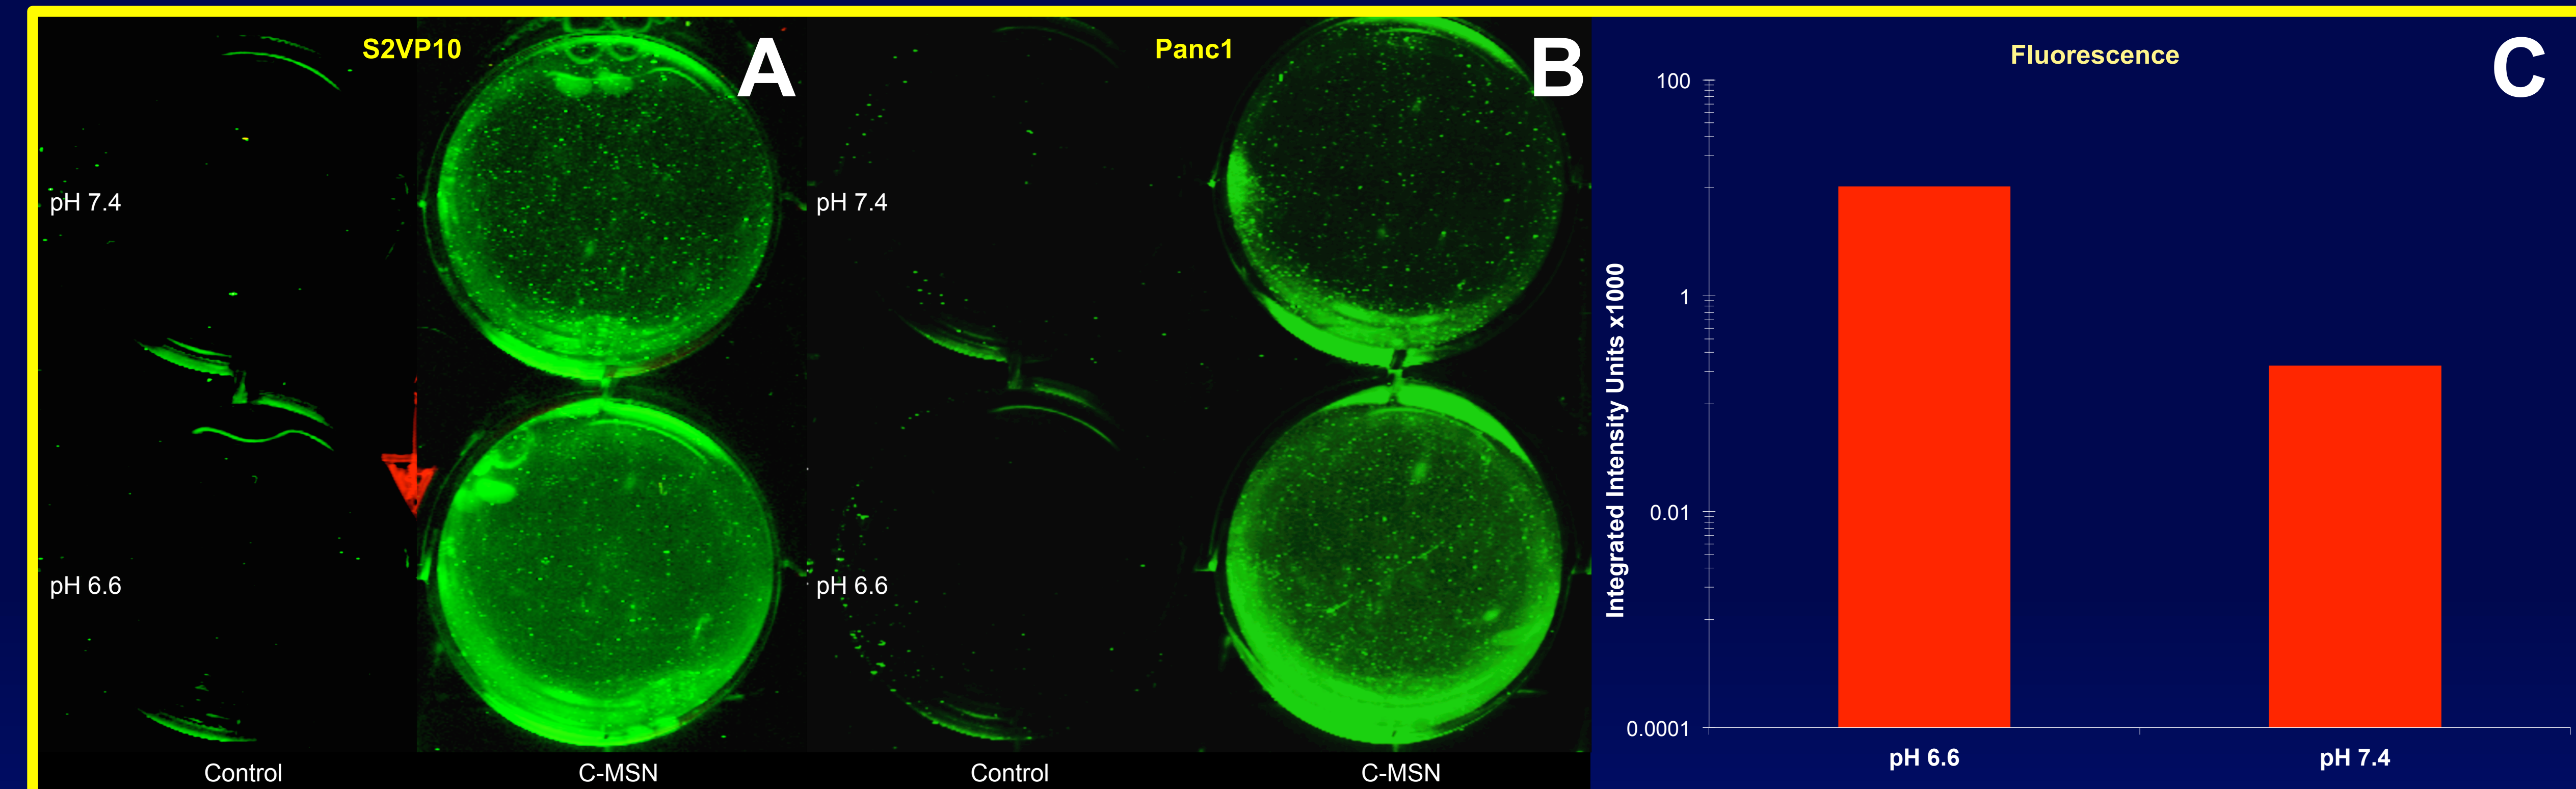 S2VP10
A
pH 7.4
pH 6.6
Control
C-MSN
Panc1
B
pH 7.4
pH 6.6
Control
C-MSN
Fluorescence
C
Integrated Intensity Units x1000
100
1
0.01
0.0001
pH 6.6
pH 7.4